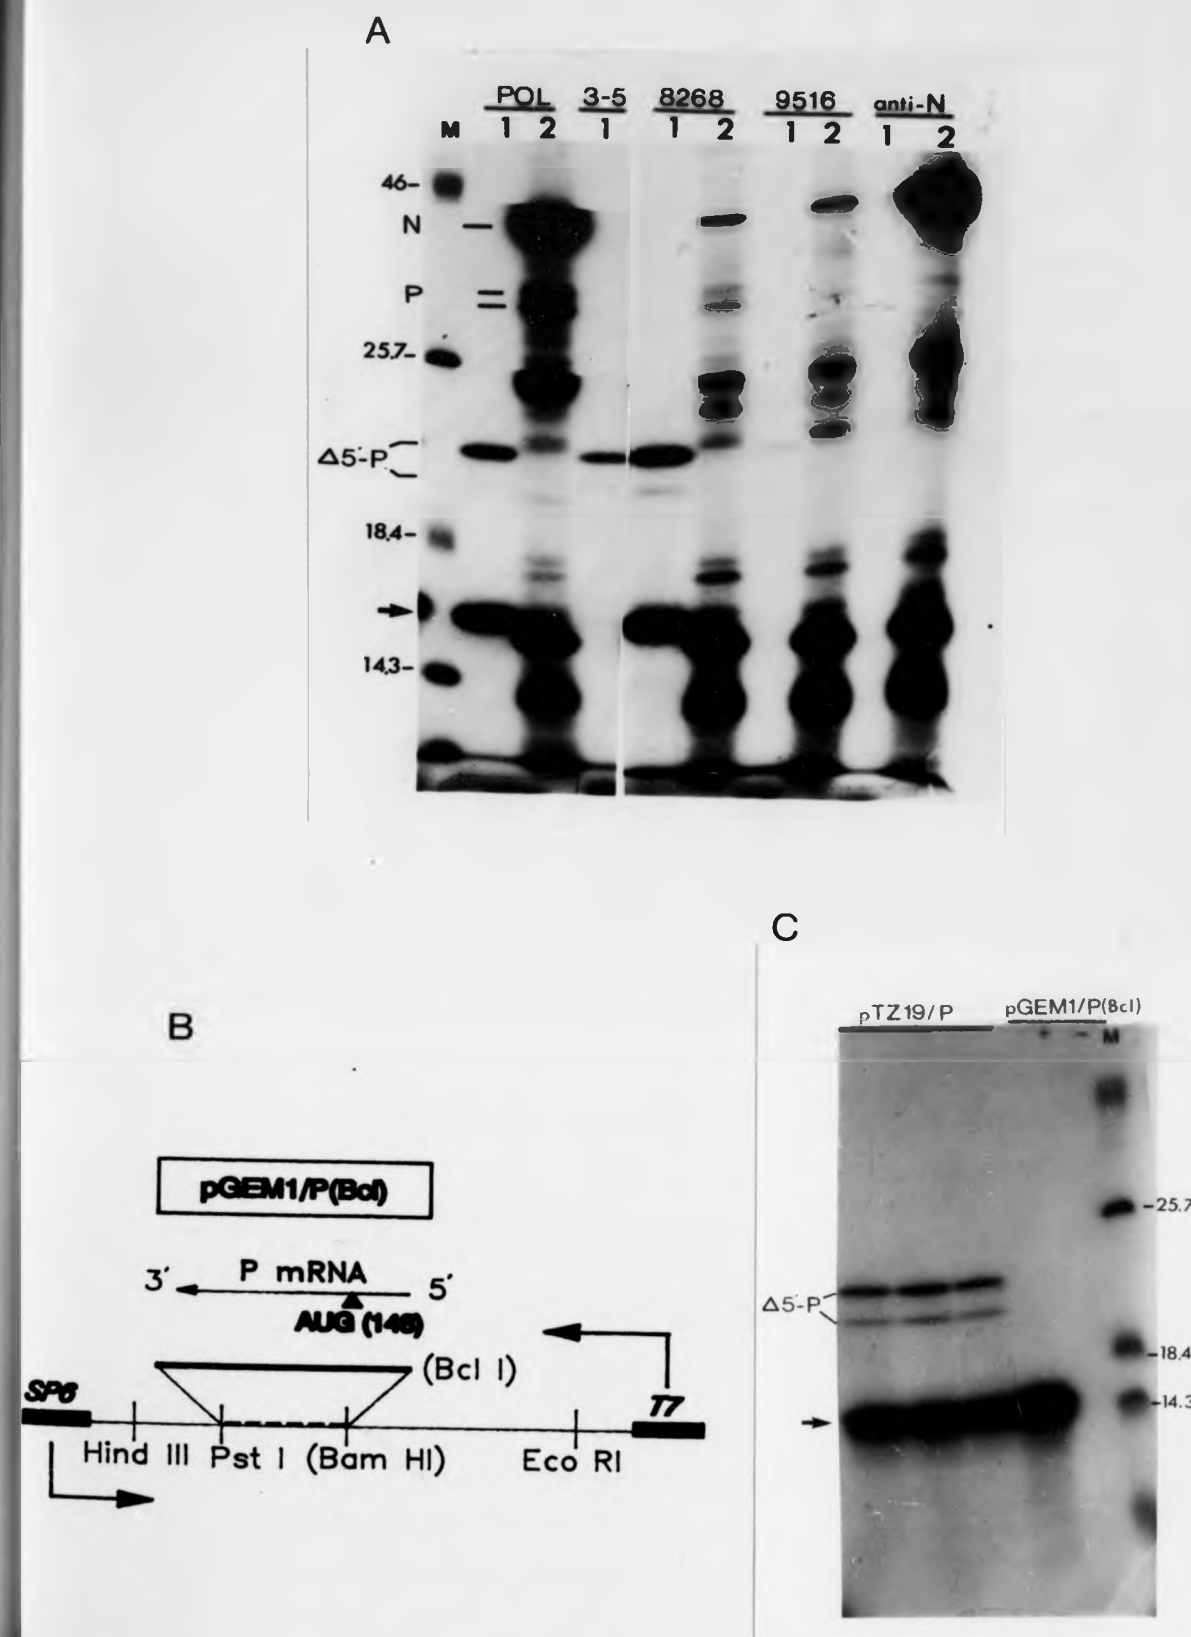 A
POL 3-5 8268 9516 anti-N
M 1 2 1 1 2 1 2 1 2
46-
N
P
25.7-
Δ5'-P
18.4-
14.3-
C
pTZ19/P pGEM1/P(Bcl)
+ - M
-25.7
Δ5'-P
-18.4
-14.3
B
pGEM1/P(Bcl)
3' P mRNA 5'
AUG (146)
(Bcl I)
SP6 T7
Hind III Pst I (Bam HI) Eco RI